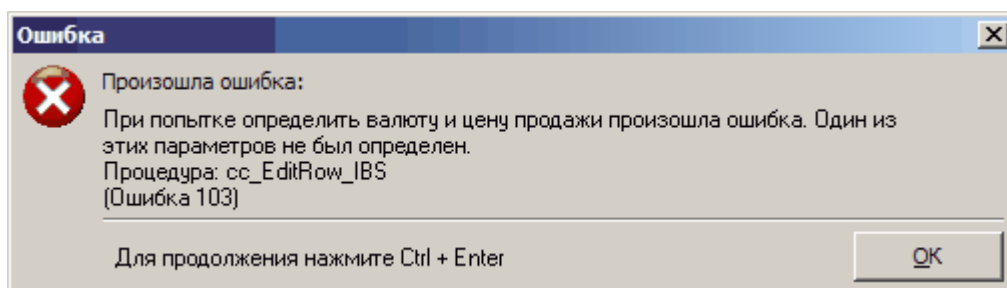 Ошибка
Произошла ошибка:
При попытке определить валюту и цену продажи произошла ошибка. Один из
этих параметров не был определен.
Процедура: cc_EditRow_IBS
(Ошибка 103)
Для продолжения нажмите Ctrl + Enter
OK